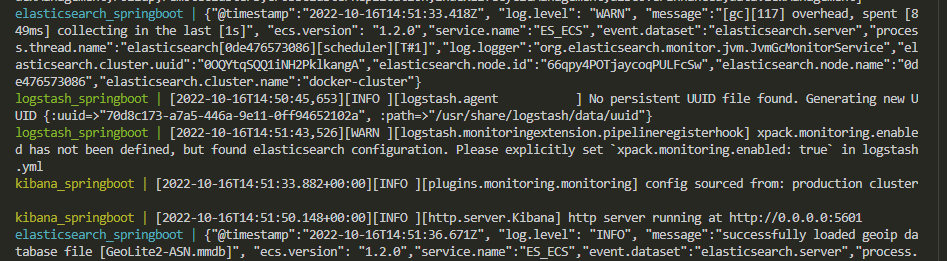 elasticsearch_springboot | {"@timestamp":"2022-10-16T14:51:33.418Z", "log.level": "WARN", "message":"[gc][117] overhead, spent [8
49ms] collecting in the last [1s]", "ecs.version": "1.2.0","service.name":"ES_ECS","event.dataset":"elasticsearch.server","proces
s.thread.name":"elasticsearch[0de476573086][scheduler][T#1]","log.logger":"org.elasticsearch.monitor.jvm.JvmGcMonitorService","el
asticsearch.cluster.uuid":"0OQYtqSQQ1iNH2PklkangA","elasticsearch.node.id":"66qpy4POTjaycoqPULFcSw","elasticsearch.node.name":"0d
e476573086","elasticsearch.cluster.name":"docker-cluster"}
logstash_springboot | [2022-10-16T14:50:45,653][INFO ][logstash.agent           ] No persistent UUID file found. Generating new U
UID {:uuid=>"70d8c173-a7a5-446a-9e11-0ff94652102a", :path=>"/usr/share/logstash/data/uuid"}
logstash_springboot | [2022-10-16T14:51:43,526][WARN ][logstash.monitoringextension.pipelineregisterhook] xpack.monitoring.enable
d has not been defined, but found elasticsearch configuration. Please explicitly set `xpack.monitoring.enabled: true` in logstash
.yml
kibana_springboot | [2022-10-16T14:51:33.882+00:00][INFO ][plugins.monitoring.monitoring] config sourced from: production cluster
kibana_springboot | [2022-10-16T14:51:50.148+00:00][INFO ][http.server.Kibana] http server running at http://0.0.0.0:5601
elasticsearch_springboot | {"@timestamp":"2022-10-16T14:51:36.671Z", "log.level": "INFO", "message":"successfully loaded geoip da
tabase file [GeoLite2-ASN.mmdb]", "ecs.version": "1.2.0","service.name":"ES_ECS","event.dataset":"elasticsearch.server","process.